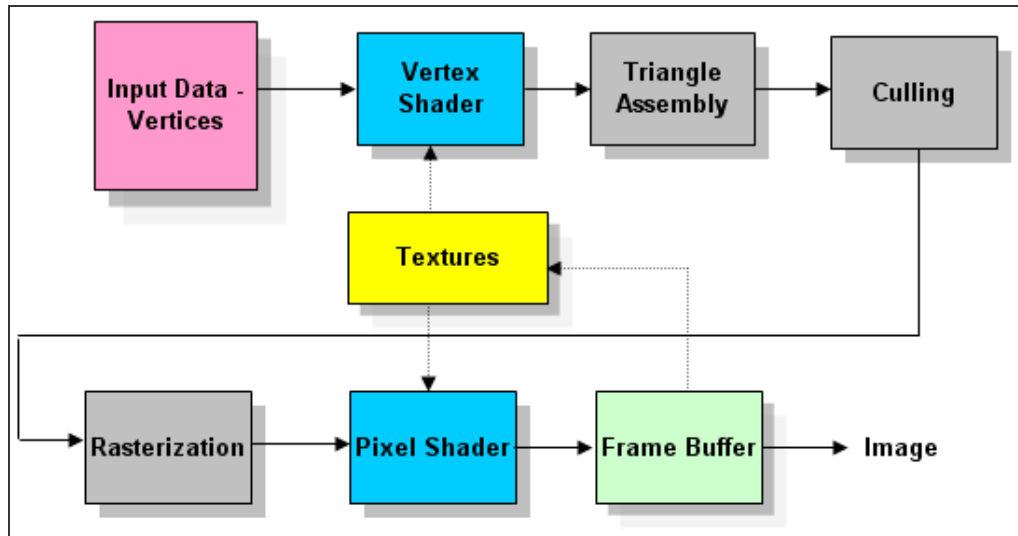 Input Data -
Vertices
Vertex
Shader
Triangle
Assembly
Culling
Textures
Rasterization
Pixel Shader
Frame Buffer
Image